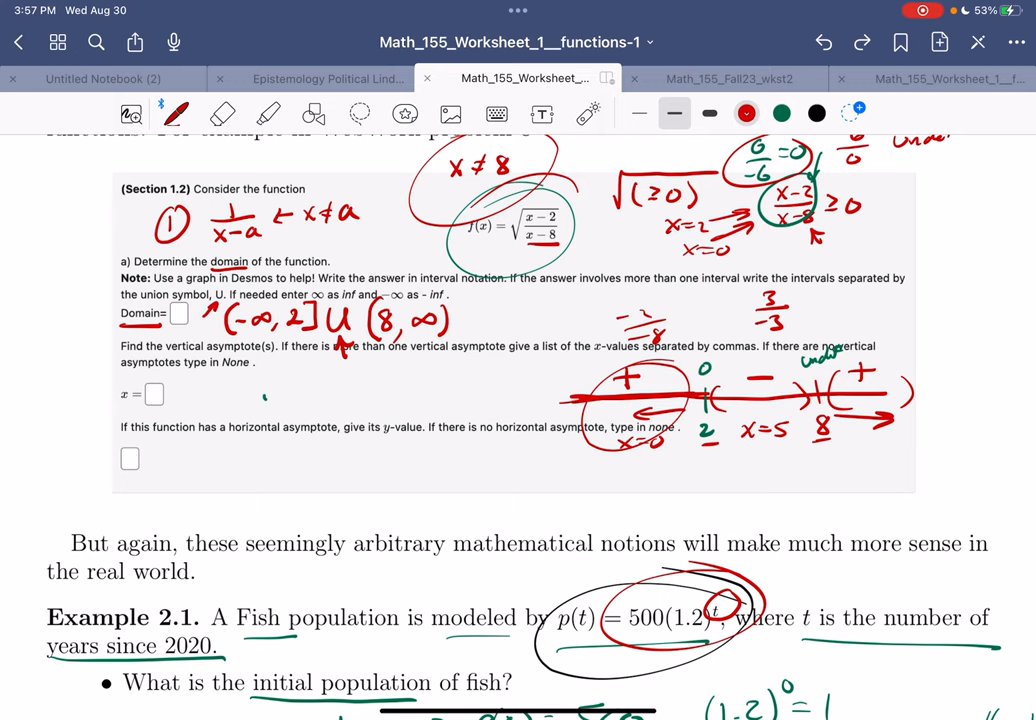 3:57 PM Wed Aug 30
53%
Math_155_Worksheet_1__functions-1
Untitled Notebook (2)
Epistemology Political Lind...
Math_155_Worksheet_...
Math_155_Fall23_wkst2
Math_155_Worksheet_1__f...
x ≠ 8
6/-6 = 0
6/0
(Section 1.2) Consider the function
① 1/(x-a) ← x≠a
f(x) = √((x − 2)/(x − 8))
√(≥0)
(x-2)/(x-8) ≥ 0
x=2
x=0
a) Determine the domain of the function.
Note: Use a graph in Desmos to help! Write the answer in interval notation. If the answer involves more than one interval write the intervals separated by
the union symbol, U. If needed enter ∞ as inf and −∞ as - inf .
Domain=
(-∞, 2] U (8, ∞)
-2/-8
3/-3
Find the vertical asymptote(s). If there is more than one vertical asymptote give a list of the x-values separated by commas. If there are no vertical
asymptotes type in None .
+ 0 − undef +
x =
If this function has a horizontal asymptote, give its y-value. If there is no horizontal asymptote, type in none .
x=0 2 x=5 8
But again, these seemingly arbitrary mathematical notions will make much more sense in
the real world.
Example 2.1. A Fish population is modeled by p(t) = 500(1.2)^t, where t is the number of
years since 2020.
• What is the initial population of fish?
(1.2)^0 = 1